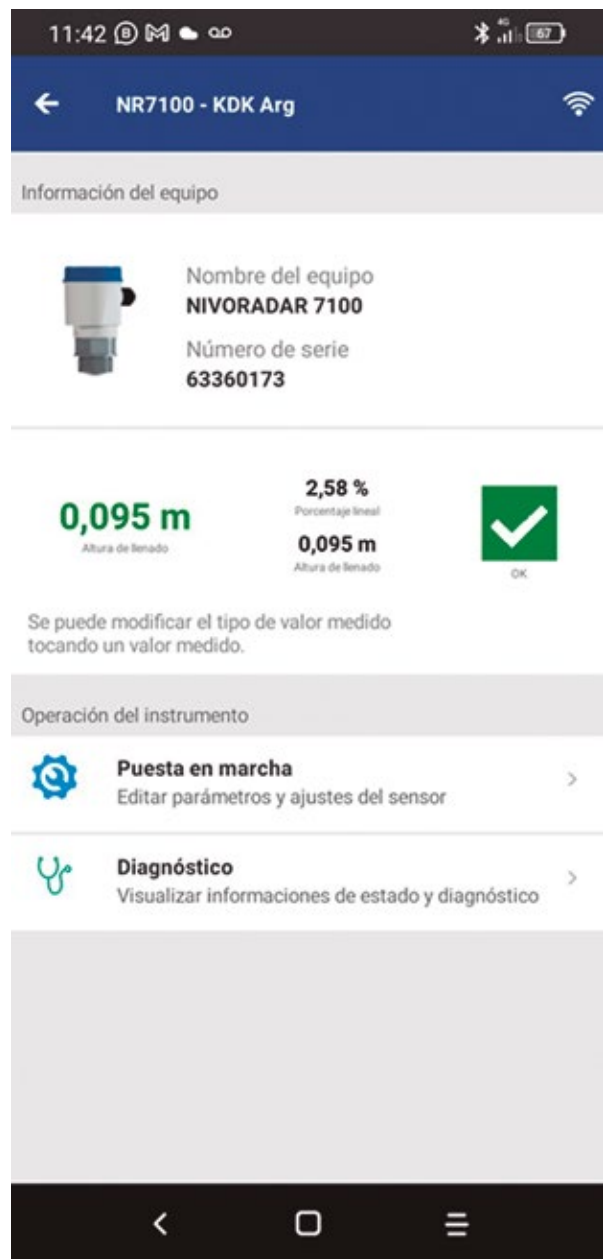 11:42
4G
67
NR7100 - KDK Arg
Información del equipo
Nombre del equipo
NIVORADAR 7100
Número de serie
63360173
0,095 m
Altura de llenado
2,58 %
Porcentaje lineal
0,095 m
Altura de llenado
OK
Se puede modificar el tipo de valor medido
tocando un valor medido.
Operación del instrumento
Puesta en marcha
Editar parámetros y ajustes del sensor
Diagnóstico
Visualizar informaciones de estado y diagnóstico